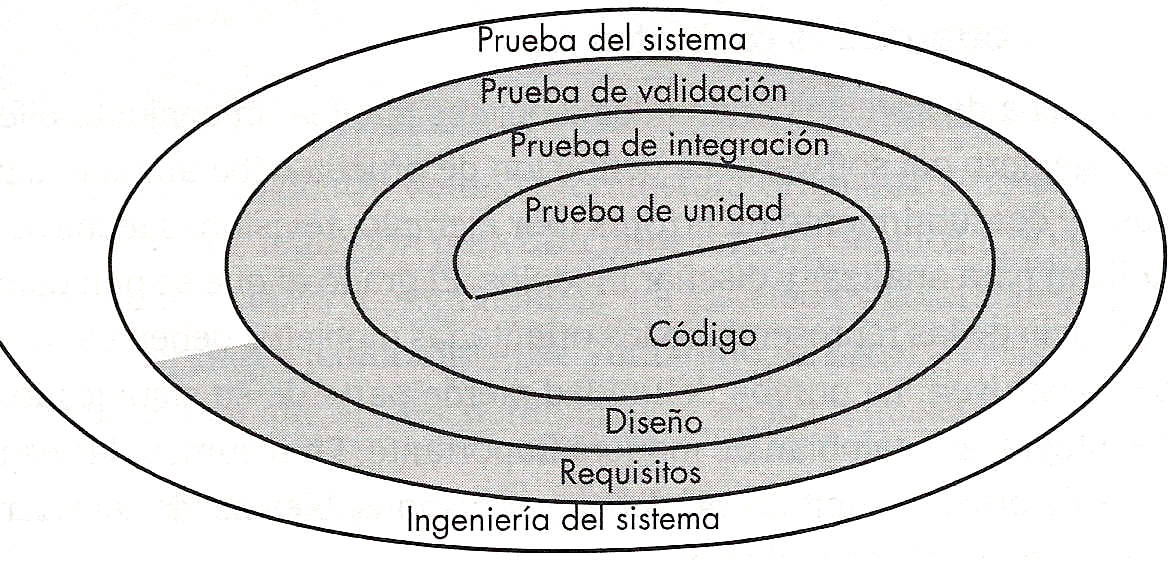 Prueba del sistema
Prueba de validación
Prueba de integración
Prueba de unidad
Código
Diseño
Requisitos
Ingeniería del sistema